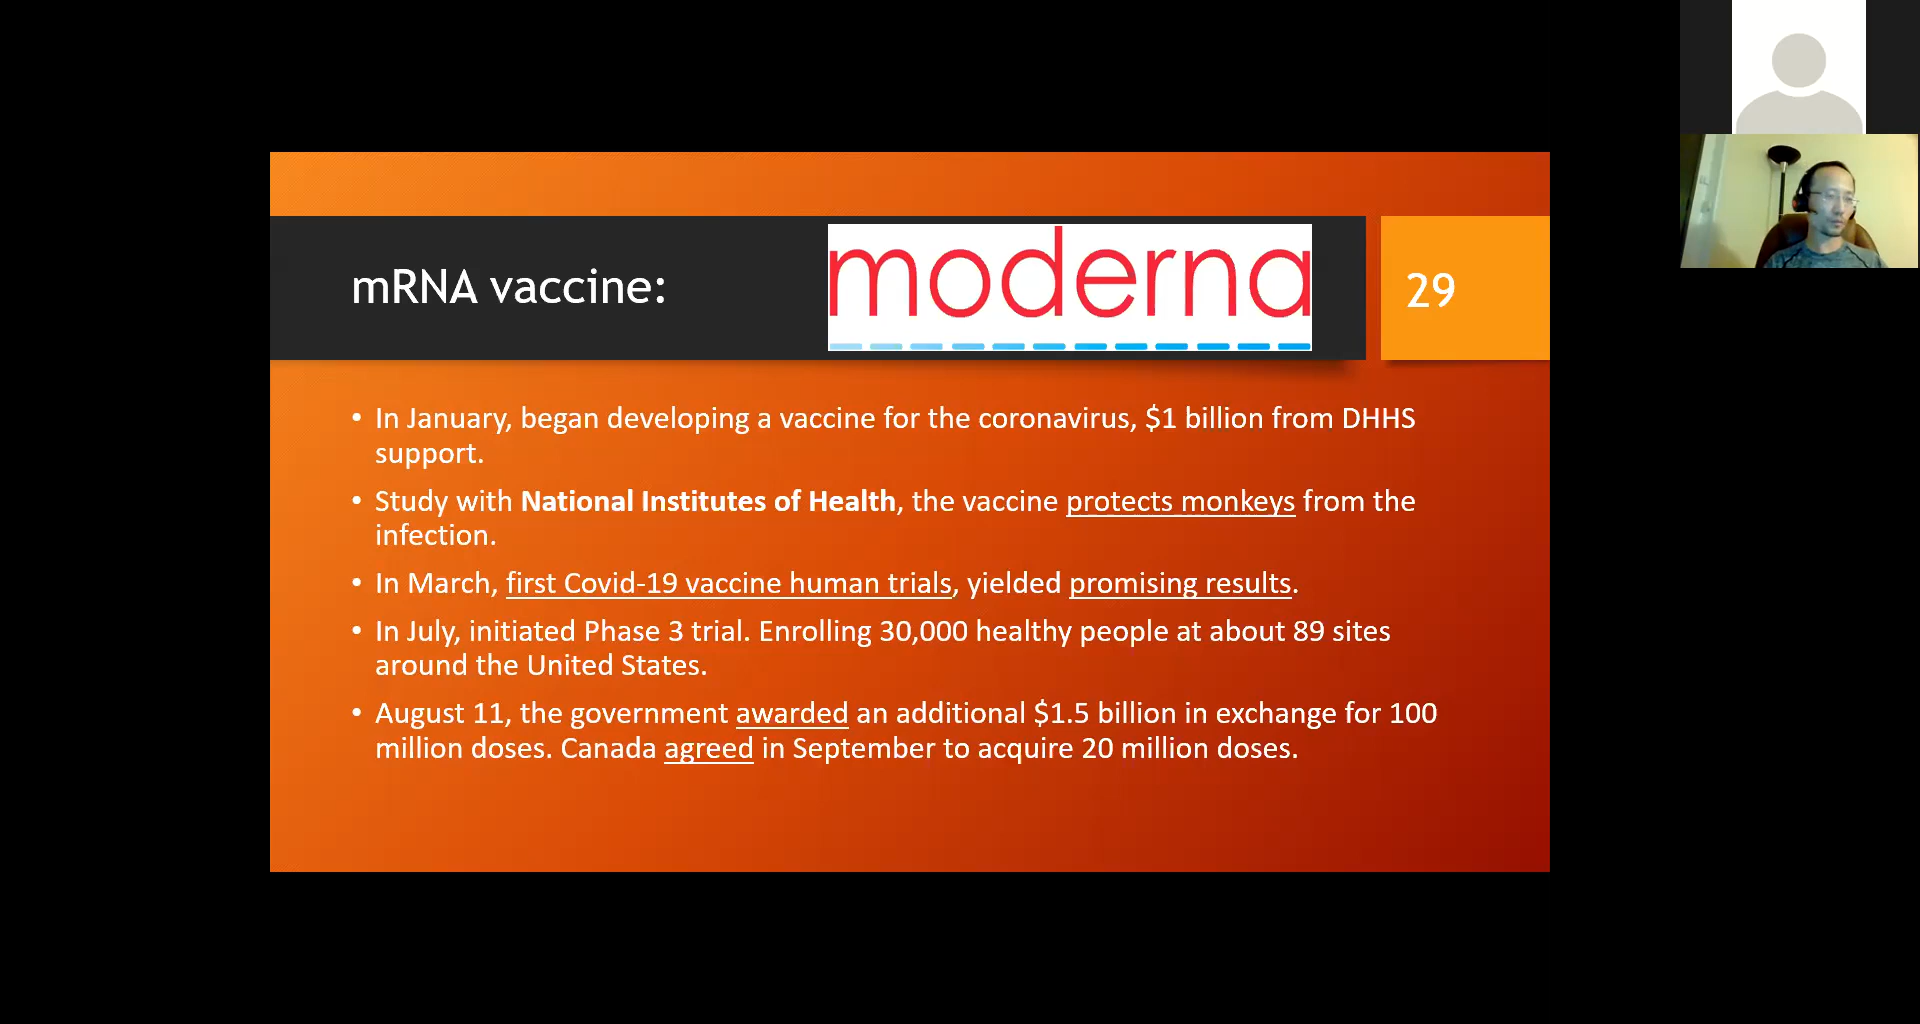 mRNA vaccine:
moderna
29
• In January, began developing a vaccine for the coronavirus, $1 billion from DHHS
support.
• Study with National Institutes of Health, the vaccine protects monkeys from the
infection.
• In March, first Covid-19 vaccine human trials, yielded promising results.
• In July, initiated Phase 3 trial. Enrolling 30,000 healthy people at about 89 sites
around the United States.
• August 11, the government awarded an additional $1.5 billion in exchange for 100
million doses. Canada agreed in September to acquire 20 million doses.